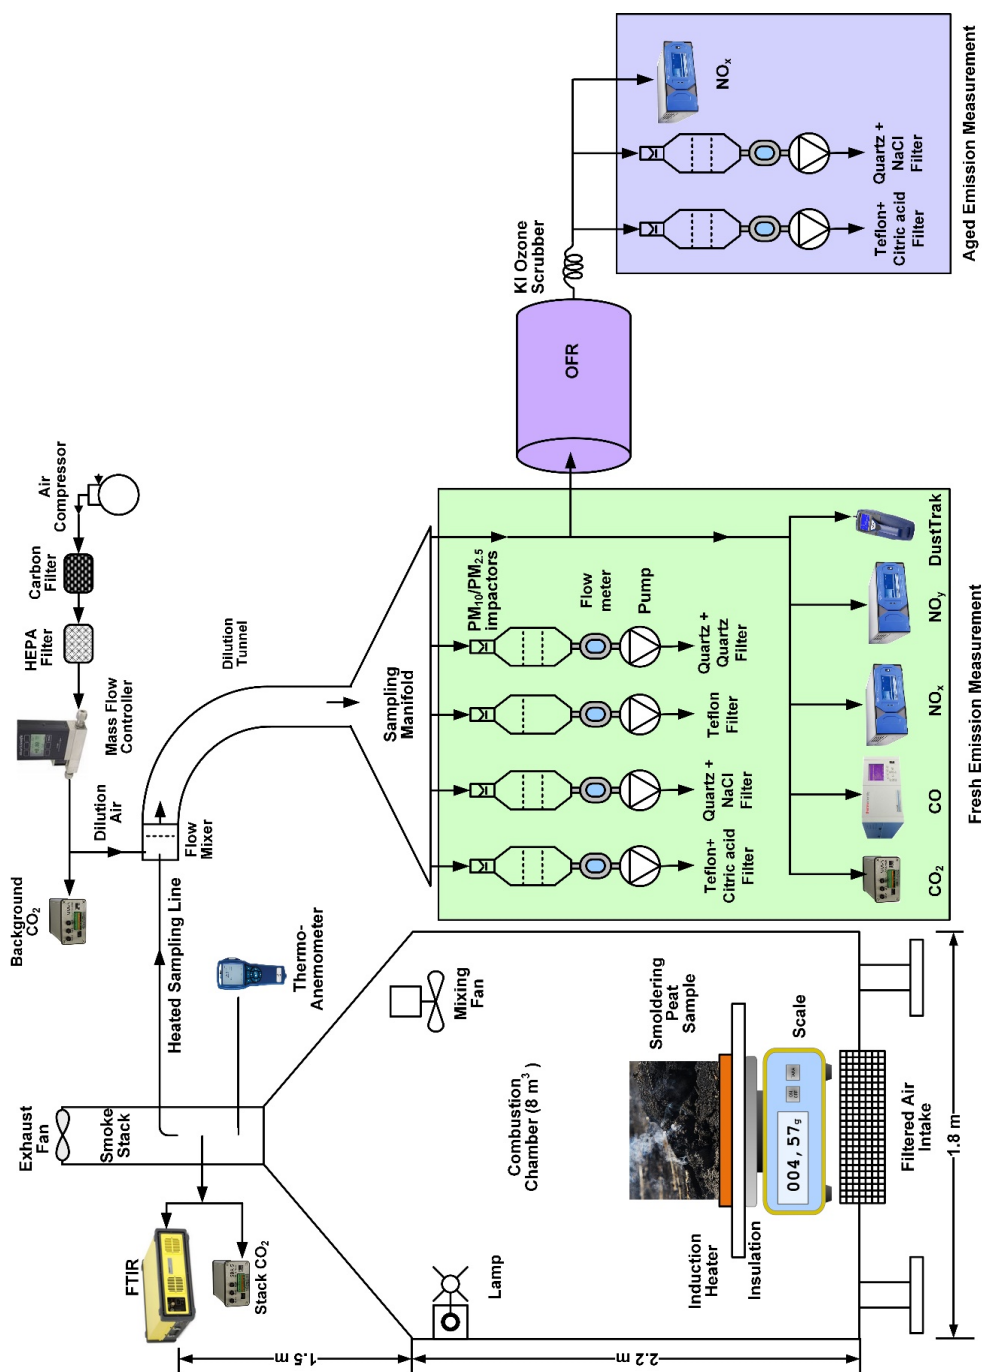 Exhaust
Fan
Smoke
Stack
FTIR
Stack CO2
1.5 m
2.2 m
Lamp
Combustion
Chamber (8 m3)
Mixing
Fan
Induction
Heater
Insulation
Smoldering
Peat
Sample
Scale
004,57g
Filtered Air
Intake
1.8 m
Thermo-
Anemometer
Heated Sampling Line
Background
CO2
Dilution
Air
Flow
Mixer
Mass Flow
Controller
HEPA
Filter
Carbon
Filter
Air
Compressor
Dilution
Tunnel
Sampling
Manifold
PM10/PM2.5
impactors
Flow
meter
Pump
Teflon+
Citric acid
Filter
Quartz +
NaCl
Filter
Teflon
Filter
Quartz +
Quartz
Filter
CO2
CO
NOx
NOy
DustTrak
Fresh Emission Measurement
OFR
KI Ozone
Scrubber
Teflon+
Citric acid
Filter
Quartz +
NaCl
Filter
NOx
Aged Emission Measurement